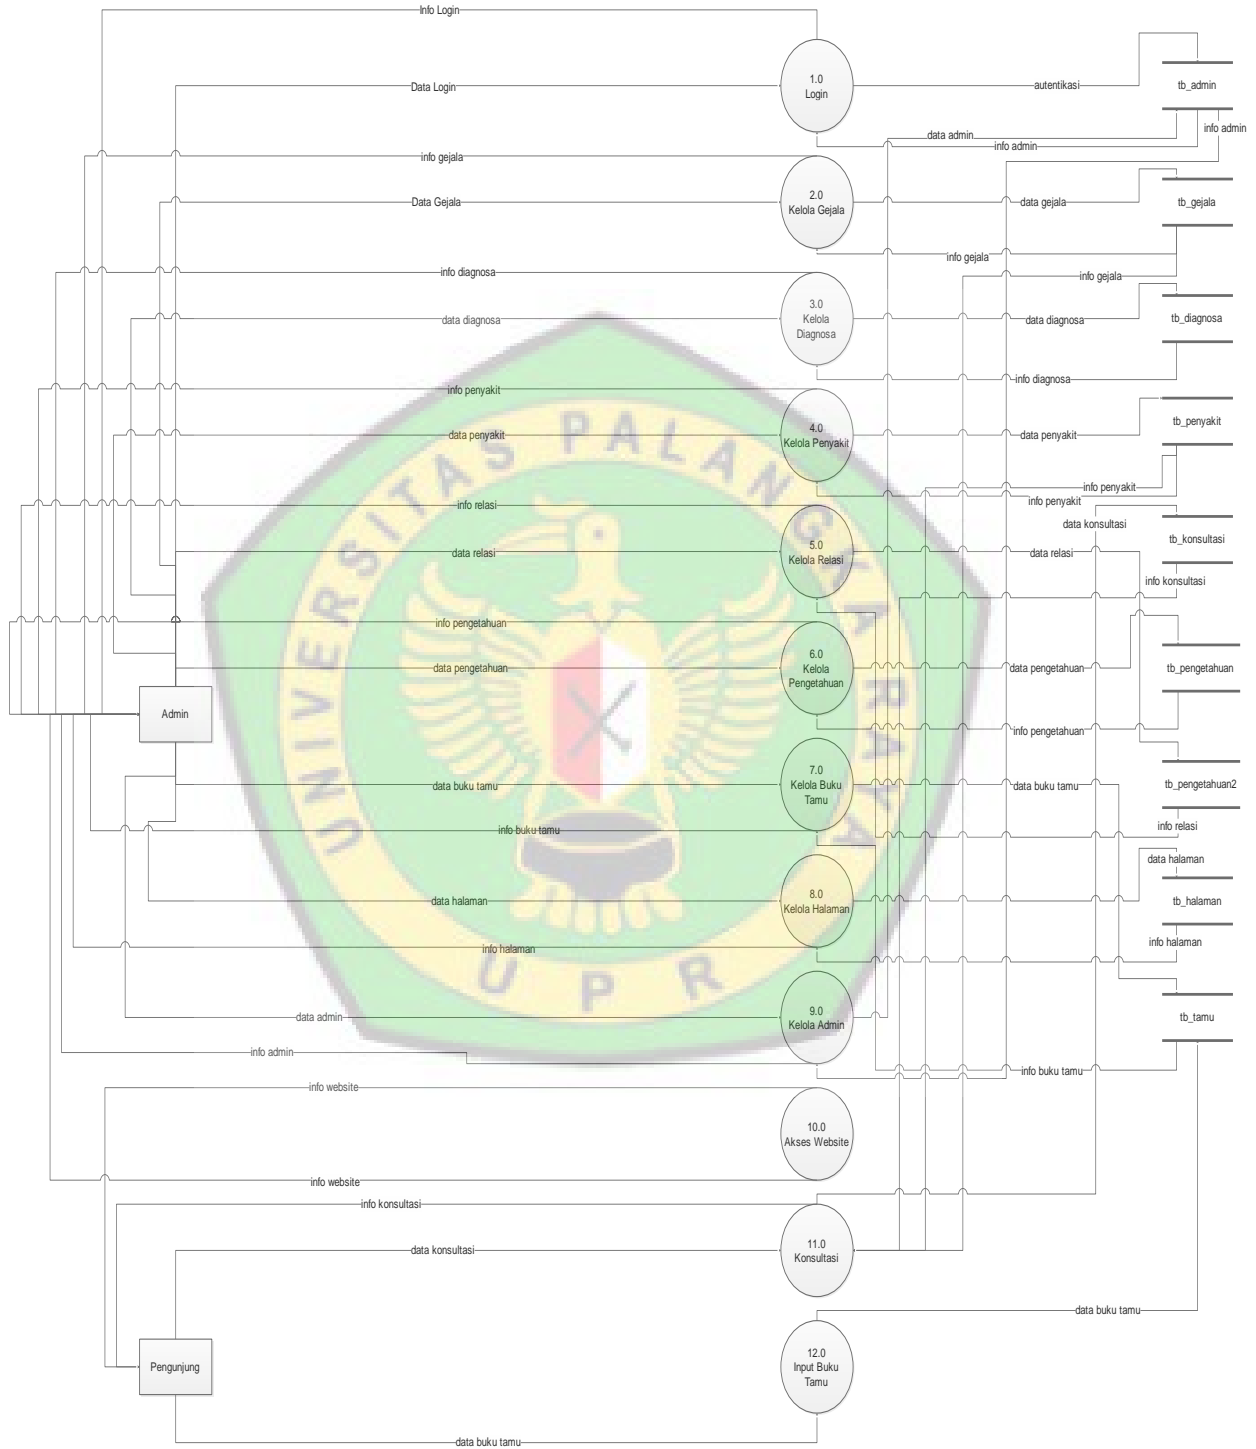 Info Login
1.0
Login
Data Login
autentikasi
tb_admin
data admin
info admin
info admin
info gejala
2.0
Kelola Gejala
Data Gejala
data gejala
tb_gejala
info gejala
info gejala
info diagnosa
3.0
Kelola
Diagnosa
data diagnosa
data diagnosa
tb_diagnosa
info diagnosa
info penyakit
4.0
Kelola Penyakit
data penyakit
data penyakit
tb_penyakit
info penyakit
info penyakit
info relasi
data konsultasi
tb_konsultasi
5.0
Kelola Relasi
data relasi
data relasi
info konsultasi
info pengetahuan
6.0
Kelola
Pengetahuan
data pengetahuan
data pengetahuan
tb_pengetahuan
Admin
info pengetahuan
7.0
Kelola Buku
Tamu
data buku tamu
data buku tamu
tb_pengetahuan2
info buku tamu
info relasi
data halaman
8.0
Kelola Halaman
data halaman
tb_halaman
info halaman
info halaman
9.0
Kelola Admin
data admin
tb_tamu
info admin
info buku tamu
info website
10.0
Akses Website
info website
info konsultasi
11.0
Konsultasi
data konsultasi
data buku tamu
12.0
Input Buku
Tamu
Pengunjung
data buku tamu
UNIVERSITAS PALANGKA RAYA
UPR